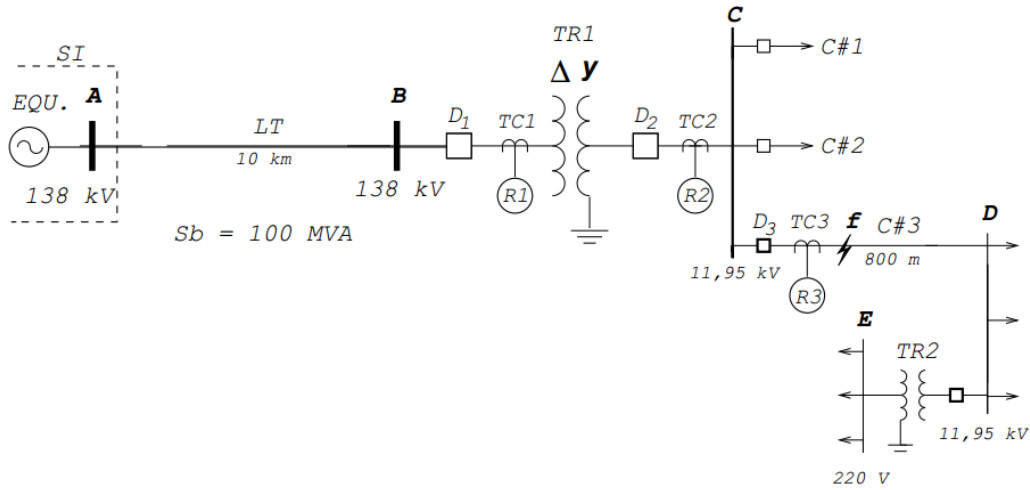 C
SI
TR1
C#1
EQU.
A
B
Δ y
LT
D1
TC1
D2
TC2
10 km
C#2
138 kV
138 kV
R1
R2
Sb = 100 MVA
D3
TC3
f
C#3
D
11,95 kV
800 m
R3
E
TR2
11,95 kV
220 V